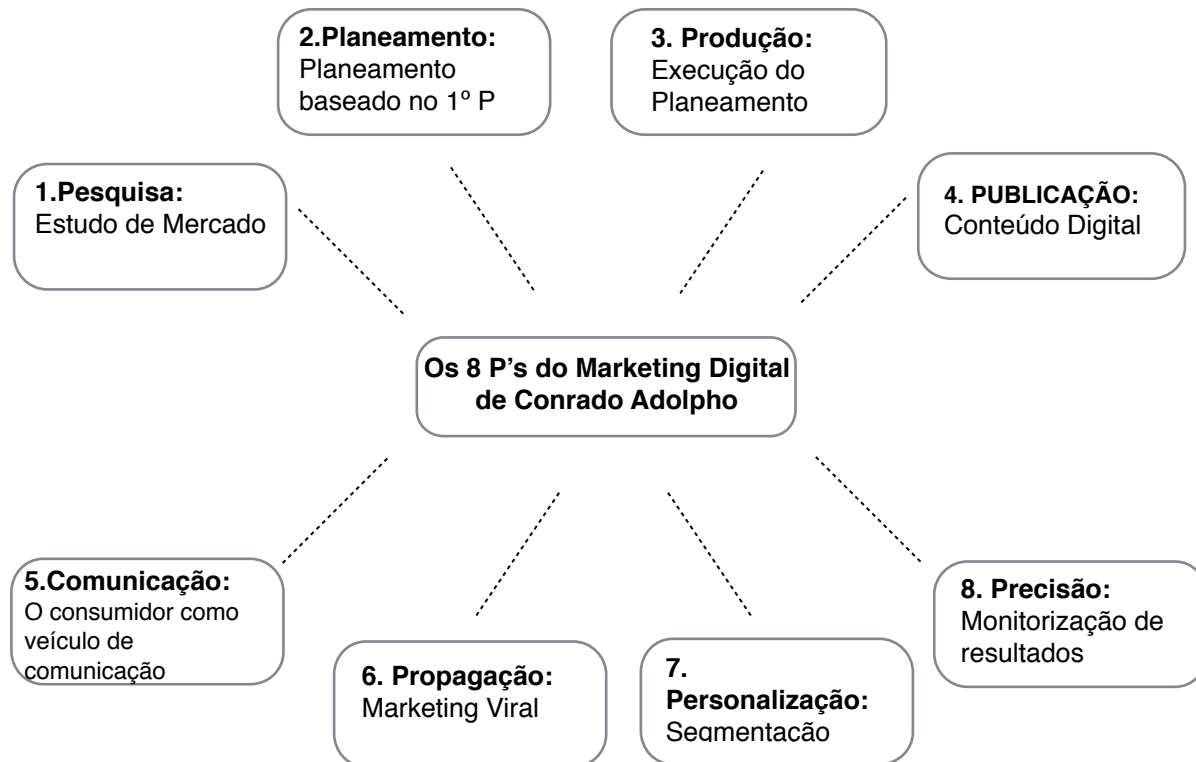 2.Planeamento:
Planeamento
baseado no 1º P
3. Produção:
Execução do
Planeamento
1.Pesquisa:
Estudo de Mercado
4. PUBLICAÇÃO:
Conteúdo Digital
Os 8 P’s do Marketing Digital
de Conrado Adolpho
5.Comunicação:
O consumidor como
veículo de
comunicação
6. Propagação:
Marketing Viral
7.
Personalização:
Segmentação
8. Precisão:
Monitorização de
resultados